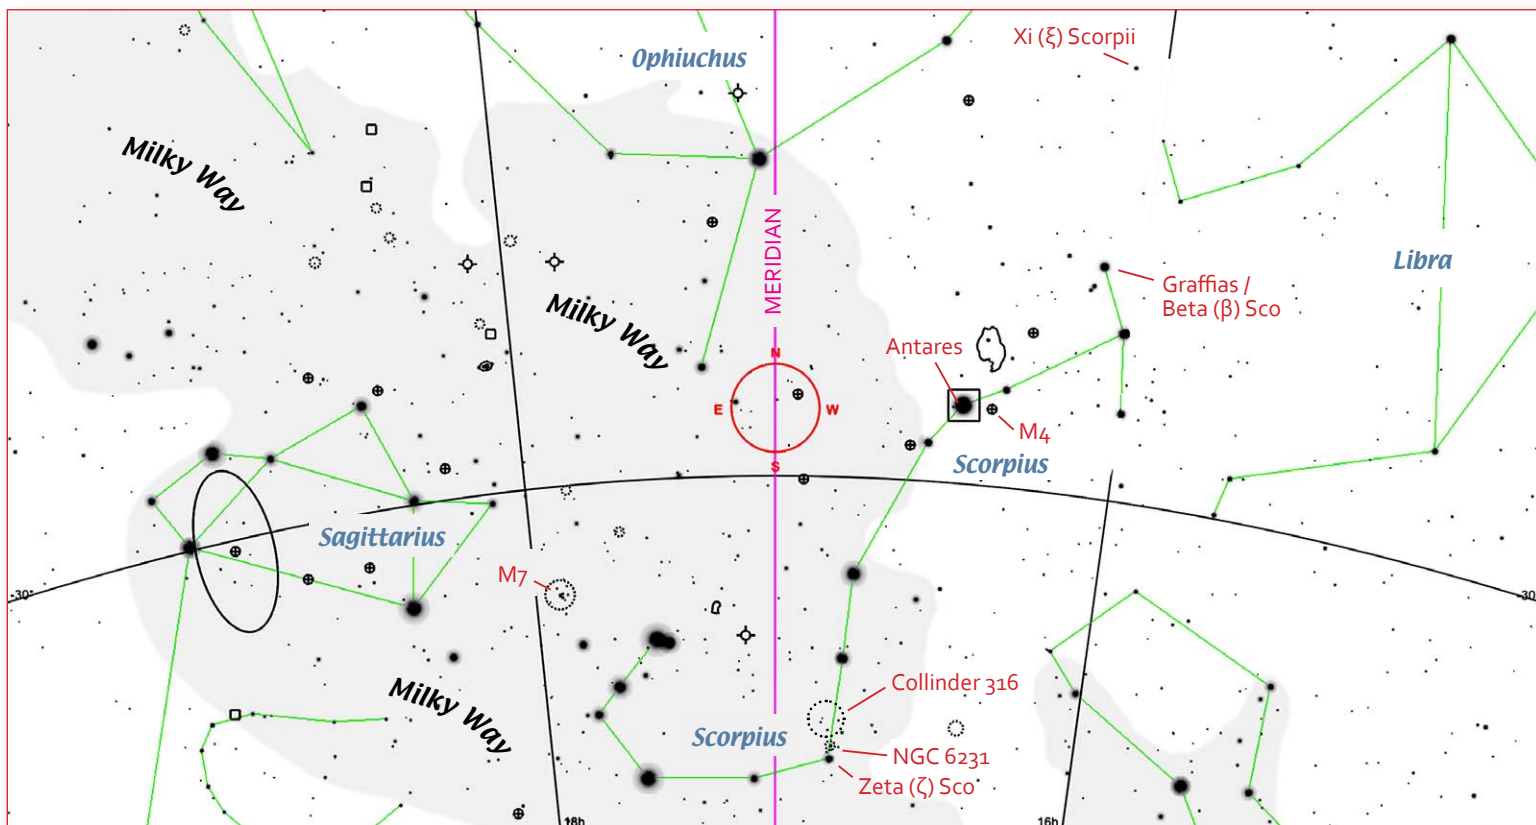 Xi (ξ) Scorpii
Ophiuchus
Milky Way
MERIDIAN
Libra
Graffias /
Beta (β) Sco
Milky Way
Antares
N
E
W
S
M4
Scorpius
Sagittarius
M7
-30°
-30
Collinder 316
Milky Way
Scorpius
NGC 6231
Zeta (ζ) Sco
18h
16h